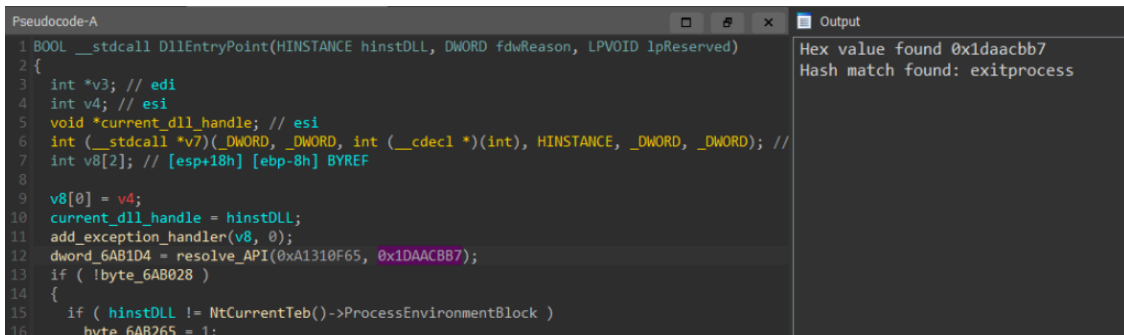 Pseudocode-A
1 BOOL __stdcall DllEntryPoint(HINSTANCE hinstDLL, DWORD fdwReason, LPVOID lpReserved)
2 {
3 int *v3; // edi
4 int v4; // esi
5 void *current_dll_handle; // esi
6 int (__stdcall *v7)(_DWORD, _DWORD, int (__cdecl *)(int), HINSTANCE, _DWORD, _DWORD); //
7 int v8[2]; // [esp+18h] [ebp-8h] BYREF
8
9 v8[0] = v4;
10 current_dll_handle = hinstDLL;
11 add_exception_handler(v8, 0);
12 dword_6AB1D4 = resolve_API(0xA1310F65, 0x1DAACBB7);
13 if ( !byte_6AB028 )
14 {
15 if ( hinstDLL != NtCurrentTeb()->ProcessEnvironmentBlock )
16 byte_6AB265 = 1;
Output
Hex value found 0x1daacbb7
Hash match found: exitprocess